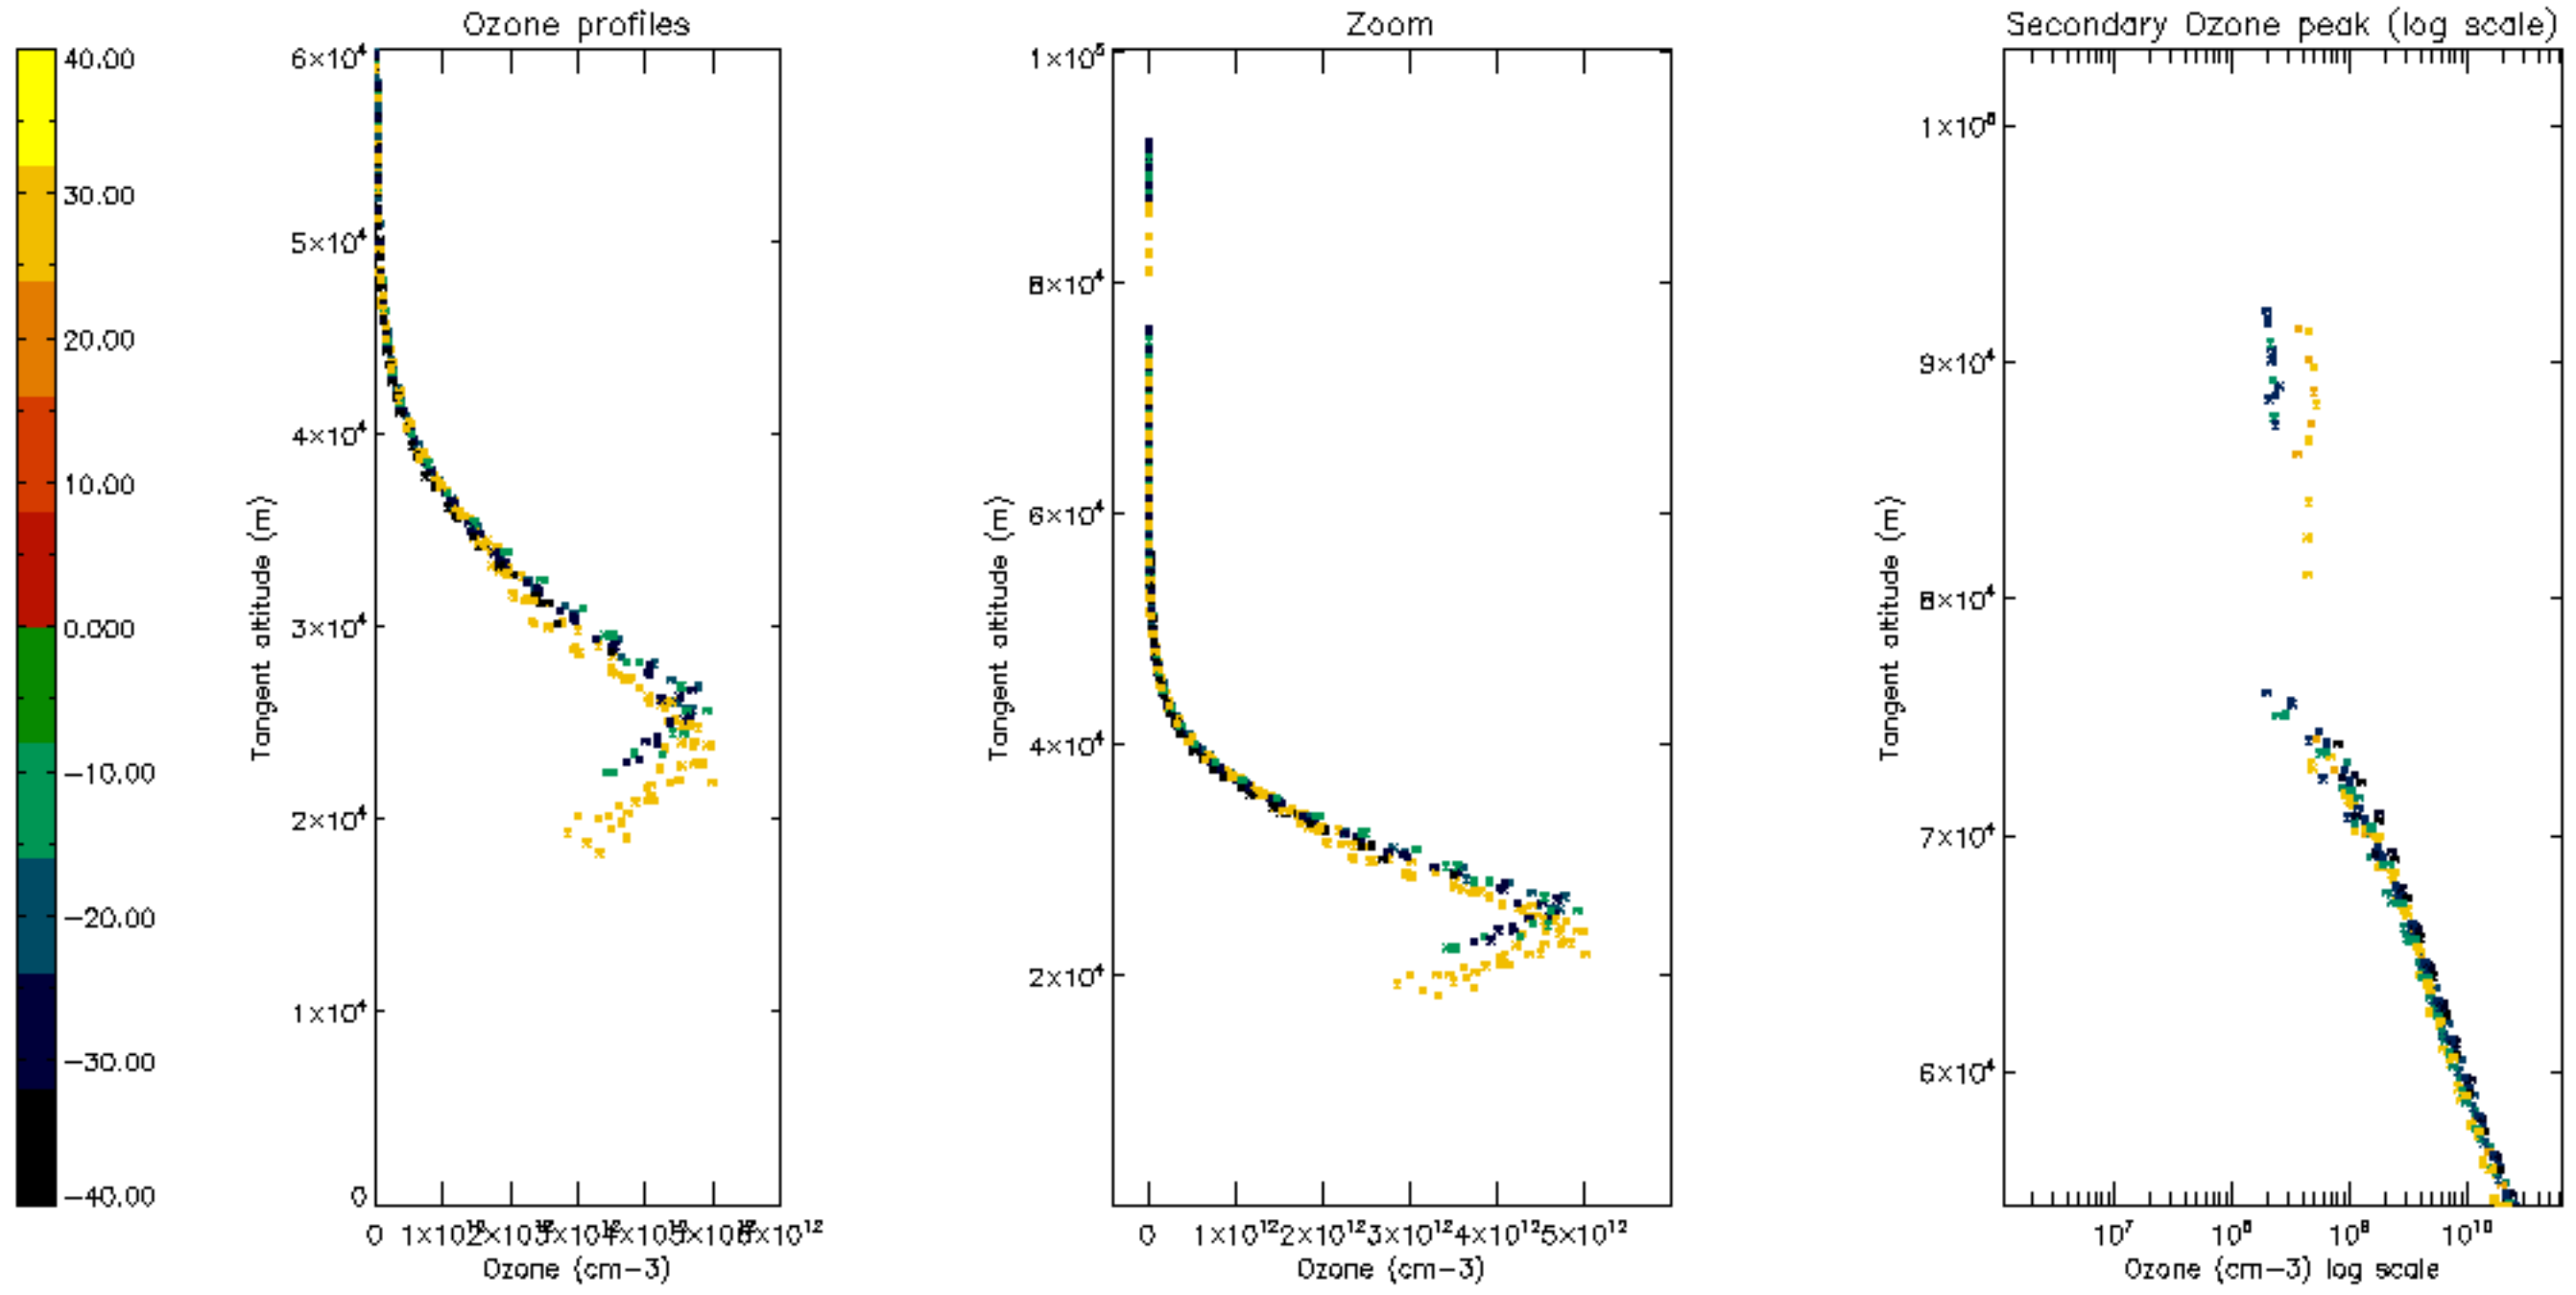 Ozone profiles
Zoom
Secondary Ozone peak (log scale)
40.00
30.00
20.00
10.00
0.000
−10.00
−20.00
−30.00
−40.00
6×10⁴
5×10⁴
4×10⁴
3×10⁴
2×10⁴
1×10⁴
0
Tangent altitude (m)
0
Ozone (cm−3)
1×10⁵
8×10⁴
6×10⁴
4×10⁴
2×10⁴
Tangent altitude (m)
0 1×10¹² 2×10¹² 3×10¹² 4×10¹² 5×10¹²
Ozone (cm−3)
1×10⁵
9×10⁴
8×10⁴
7×10⁴
6×10⁴
Tangent altitude (m)
10⁷ 10⁸ 10⁹ 10¹⁰
Ozone (cm−3) log scale